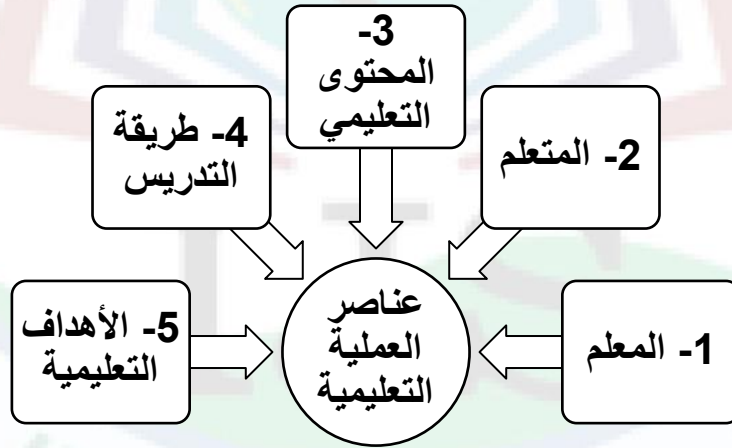 1- المعلم
2- المتعلم
3-
المحتوى
التعليمي
4- طريقة
التدريس
5- الأهداف
التعليمية
عناصر
العملية
التعليمية